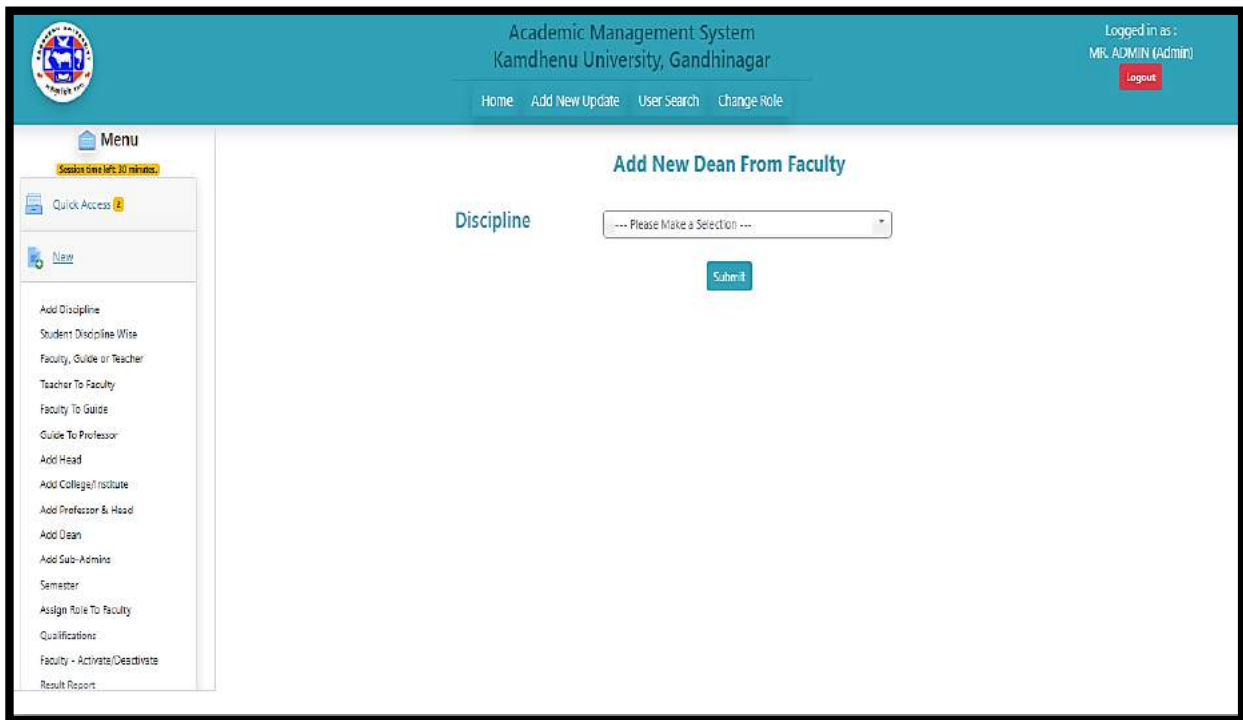 Academic Management System
Kamdhenu University, Gandhinagar
Home Add New Update User Search Change Role
Logged in as :
MR. ADMIN (Admin)
Logout
Menu
Session time left: 30 minutes.
Quick Access 2
New
Add Discipline
Student Discipline Wise
Faculty, Guide or Teacher
Teacher To Faculty
Faculty To Guide
Guide To Professor
Add Head
Add College/Institute
Add Professor & Head
Add Dean
Add Sub-Admins
Semester
Assign Role To Faculty
Qualifications
Faculty - Activate/Deactivate
Result Report
Add New Dean From Faculty
Discipline
--- Please Make a Selection ---
Submit